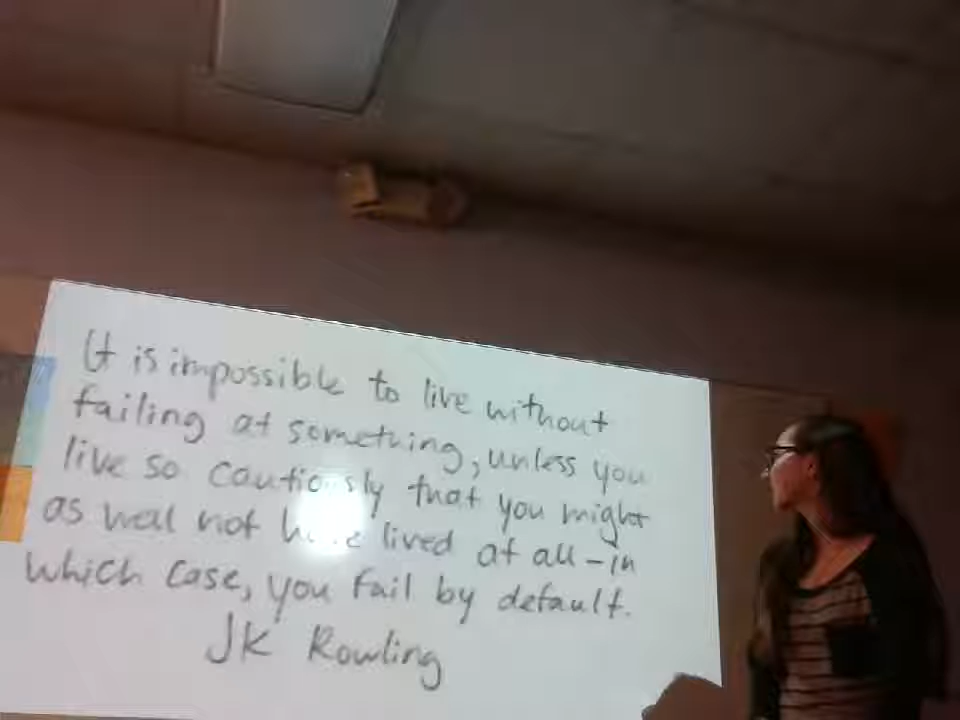 It is impossible to live without
failing at something, unless you
live so cautiously that you might
as well not have lived at all - in
which case, you fail by default.
JK Rowling